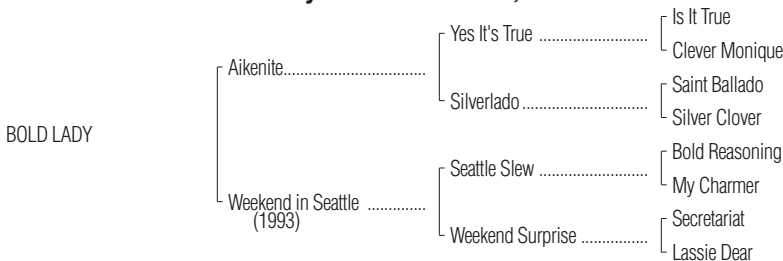 Is It True
Yes It's True ................................
Clever Monique
Aikenite.........................................
Saint Ballado
Silverlado .....................................
Silver Clover
BOLD LADY
Bold Reasoning
Seattle Slew ................................
My Charmer
Weekend in Seattle ................
(1993)
Secretariat
Weekend Surprise ...................
Lassie Dear